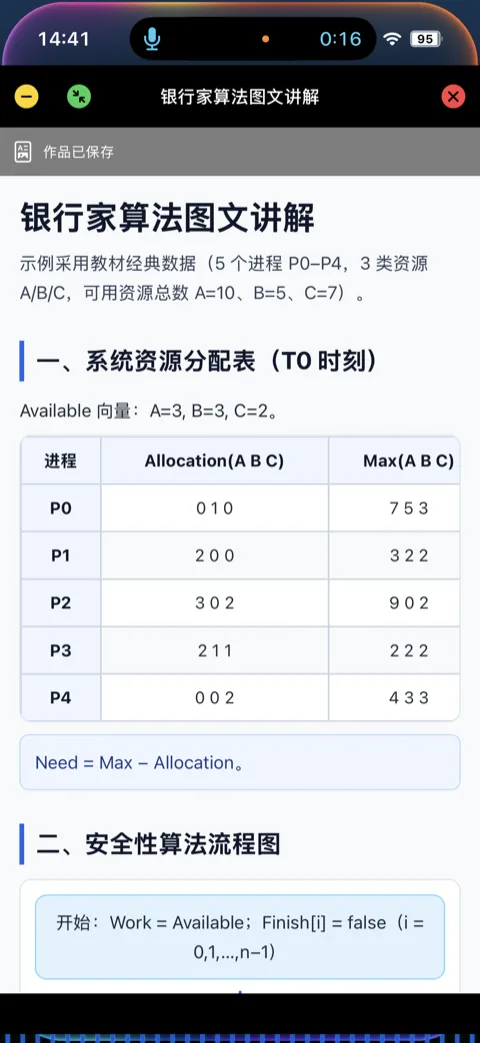 14:41
0:16
95
银行家算法图文讲解
作品已保存
银行家算法图文讲解
示例采用教材经典数据（5 个进程 P0–P4，3 类资源
A/B/C，可用资源总数 A=10、B=5、C=7）。
一、系统资源分配表（T0 时刻）
Available 向量：A=3, B=3, C=2。
进程 Allocation(A B C) Max(A B C)
P0 0 1 0 7 5 3
P1 2 0 0 3 2 2
P2 3 0 2 9 0 2
P3 2 1 1 2 2 2
P4 0 0 2 4 3 3
Need = Max − Allocation。
二、安全性算法流程图
开始：Work = Available；Finish[i] = false（i =
0,1,...,n−1）